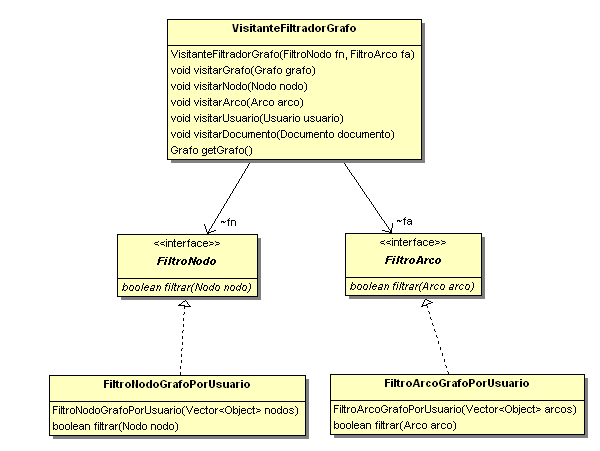 VisitanteFiltradorGrafo
VisitanteFiltradorGrafo(FiltroNodo fn, FiltroArco fa)
void visitarGrafo(Grafo grafo)
void visitarNodo(Nodo nodo)
void visitarArco(Arco arco)
void visitarUsuario(Usuario usuario)
void visitarDocumento(Documento documento)
Grafo getGrafo()
~fn
~fa
<<interface>>
FiltroNodo
boolean filtrar(Nodo nodo)
<<interface>>
FiltroArco
boolean filtrar(Arco arco)
FiltroNodoGrafoPorUsuario
FiltroNodoGrafoPorUsuario(Vector<Object> nodos)
boolean filtrar(Nodo nodo)
FiltroArcoGrafoPorUsuario
FiltroArcoGrafoPorUsuario(Vector<Object> arcos)
boolean filtrar(Arco arco)